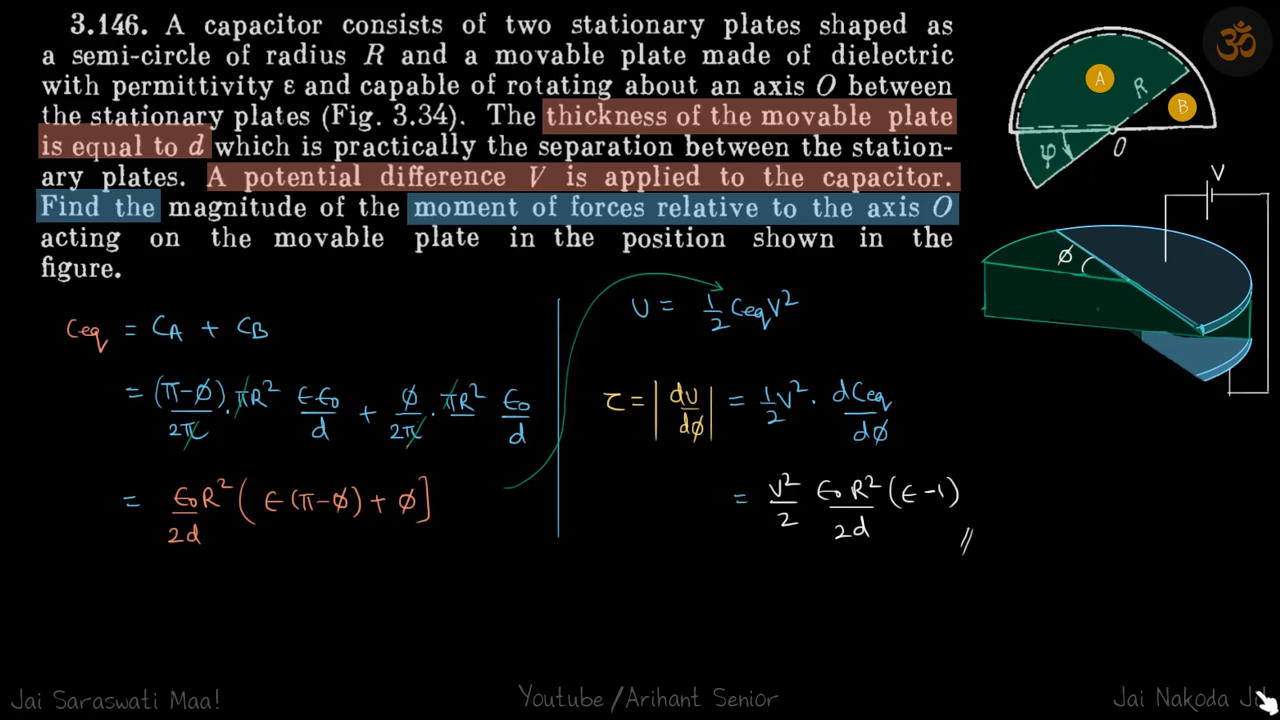 3.146. A capacitor consists of two stationary plates shaped as
a semi-circle of radius R and a movable plate made of dielectric
with permittivity ε and capable of rotating about an axis O between
the stationary plates (Fig. 3.34). The thickness of the movable plate
is equal to d which is practically the separation between the station-
ary plates. A potential difference V is applied to the capacitor.
Find the magnitude of the moment of forces relative to the axis O
acting on the movable plate in the position shown in the
figure.
A
R
B
φ
O
ॐ
V
ϕ
Ceq = CA + CB
= (π-ϕ)/2π · πR² ϵϵ0/d + ϕ/2π · πR² ϵ0/d
= ϵ0R²/2d ( ϵ(π-ϕ) + ϕ ]
U = 1/2 Ceq V²
τ = | dU/dϕ | = 1/2 V² · dCeq/dϕ
= V²/2 ϵ0 R²/2d (ϵ-1) //
Jai Saraswati Maa!
Youtube / Arihant Senior